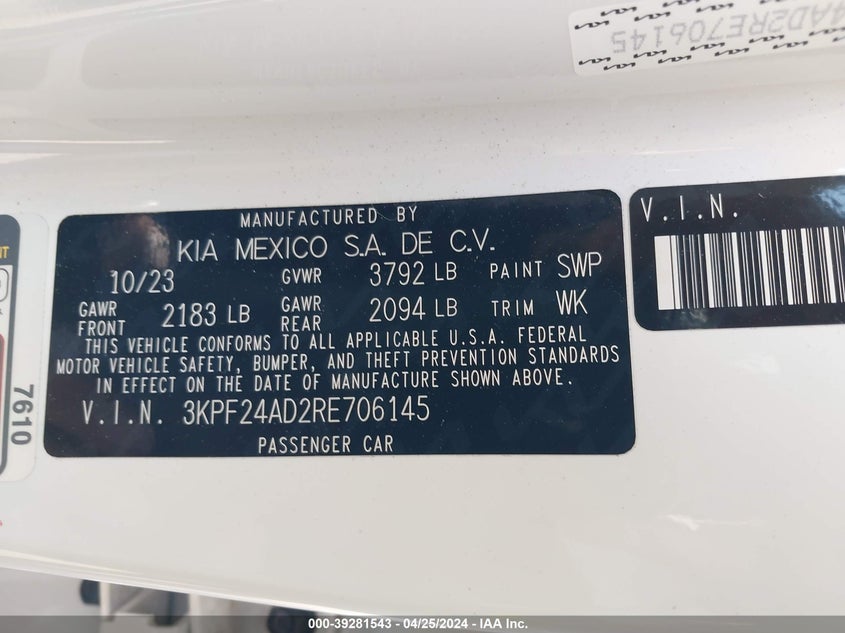 4AD2RE706145
MANUFACTURED BY
KIA MEXICO S.A. DE C.V.
10/23 GVWR 3792 LB PAINT SWP
GAWR FRONT 2183 LB GAWR REAR 2094 LB TRIM WK
THIS VEHICLE CONFORMS TO ALL APPLICABLE U.S.A. FEDERAL
MOTOR VEHICLE SAFETY, BUMPER, AND THEFT PREVENTION STANDARDS
IN EFFECT ON THE DATE OF MANUFACTURE SHOWN ABOVE.
V.I.N. 3KPF24AD2RE706145
PASSENGER CAR
V.I.N.
7610
000-39281543 - 04/25/2024 - IAA Inc.